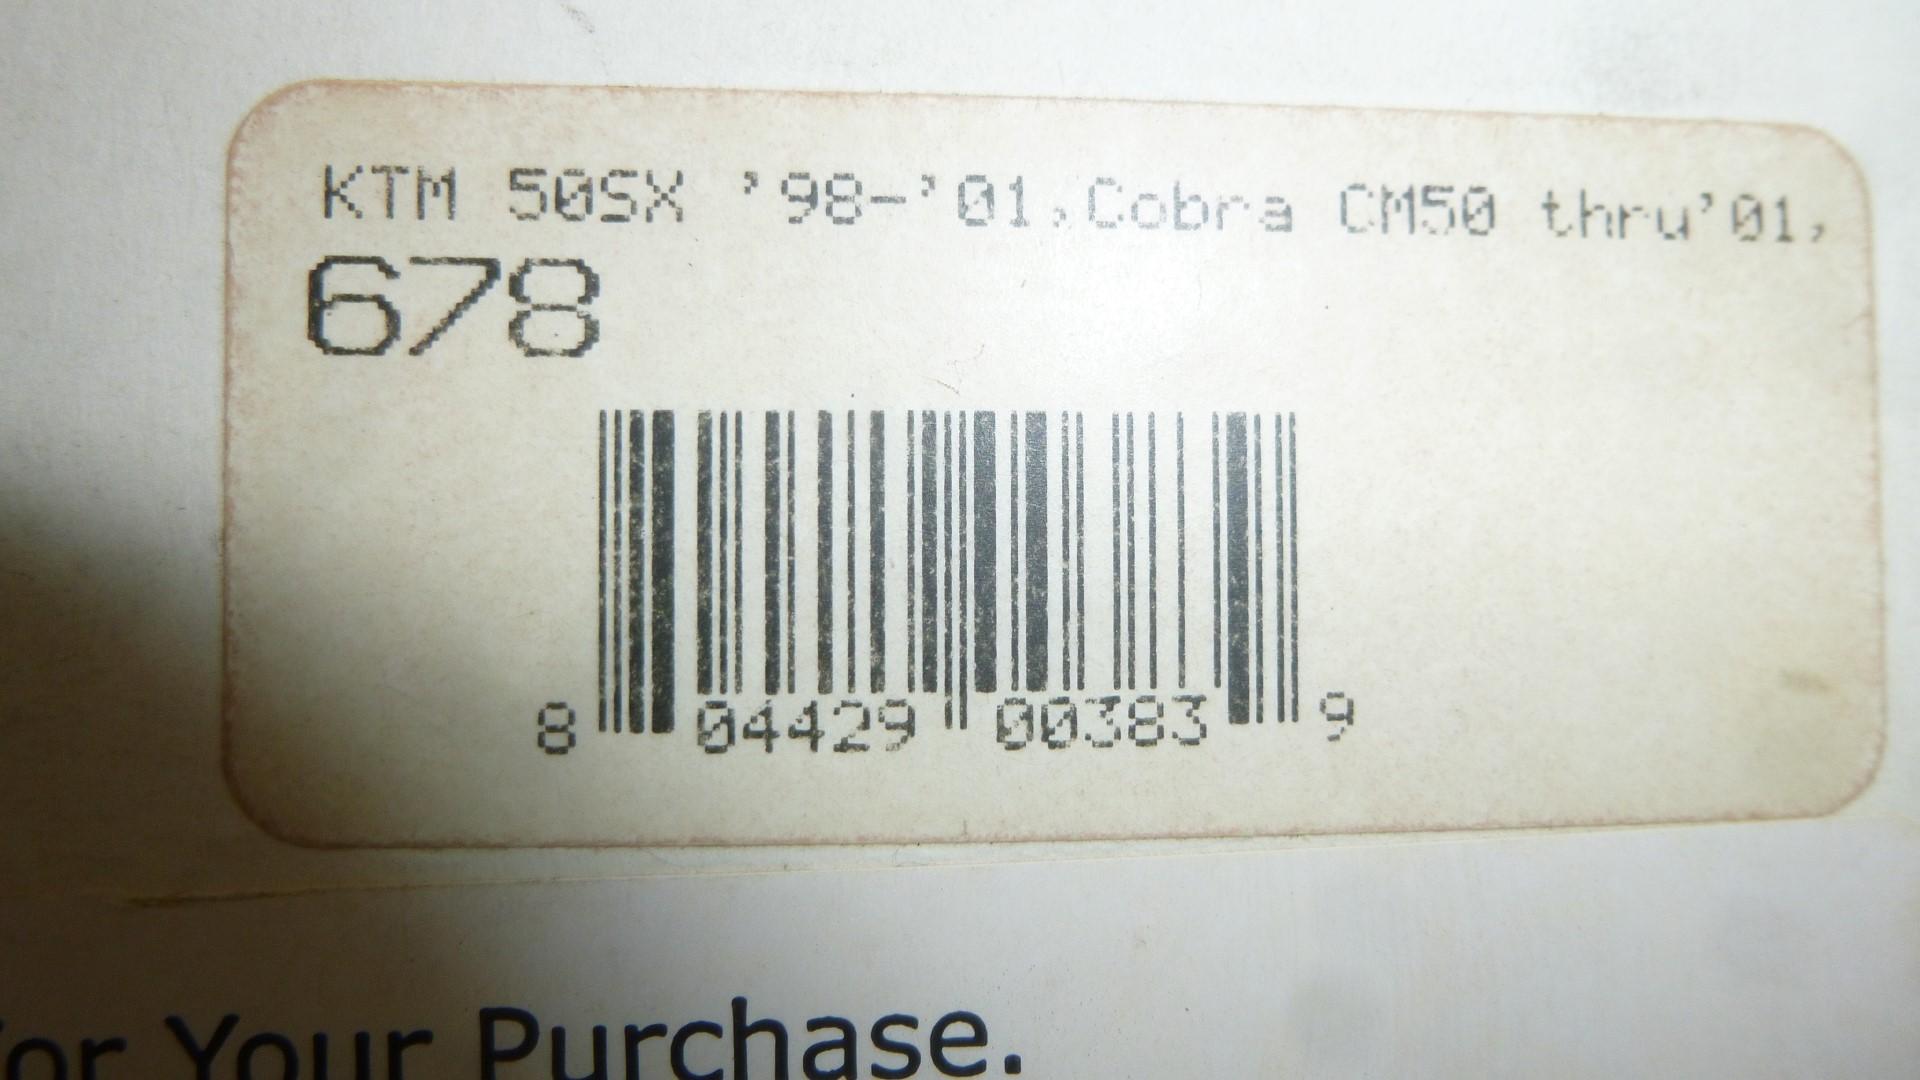 KTM 50SX '98-'01,Cobra CM50 thru'01,
678
8 04429 00383 9
for Your Purchase.